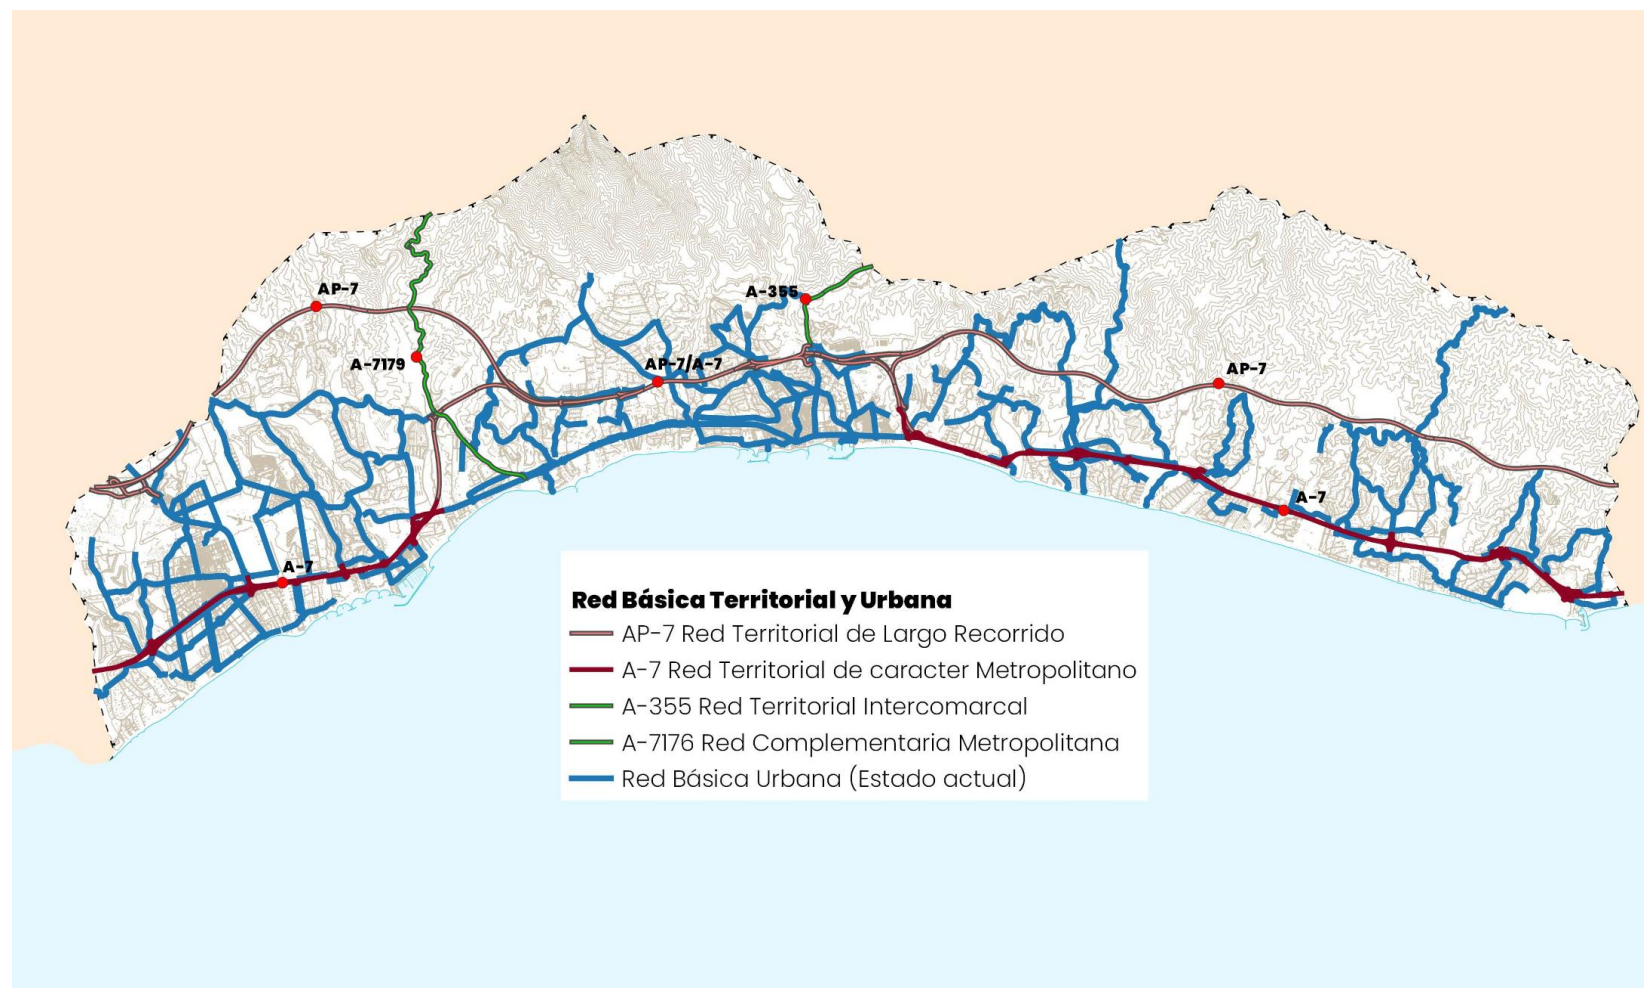 AP-7
A-355
A-7179
AP-7/A-7
AP-7
A-7
A-7
Red Básica Territorial y Urbana
AP-7 Red Territorial de Largo Recorrido
A-7 Red Territorial de caracter Metropolitano
A-355 Red Territorial Intercomarcal
A-7176 Red Complementaria Metropolitana
Red Básica Urbana (Estado actual)